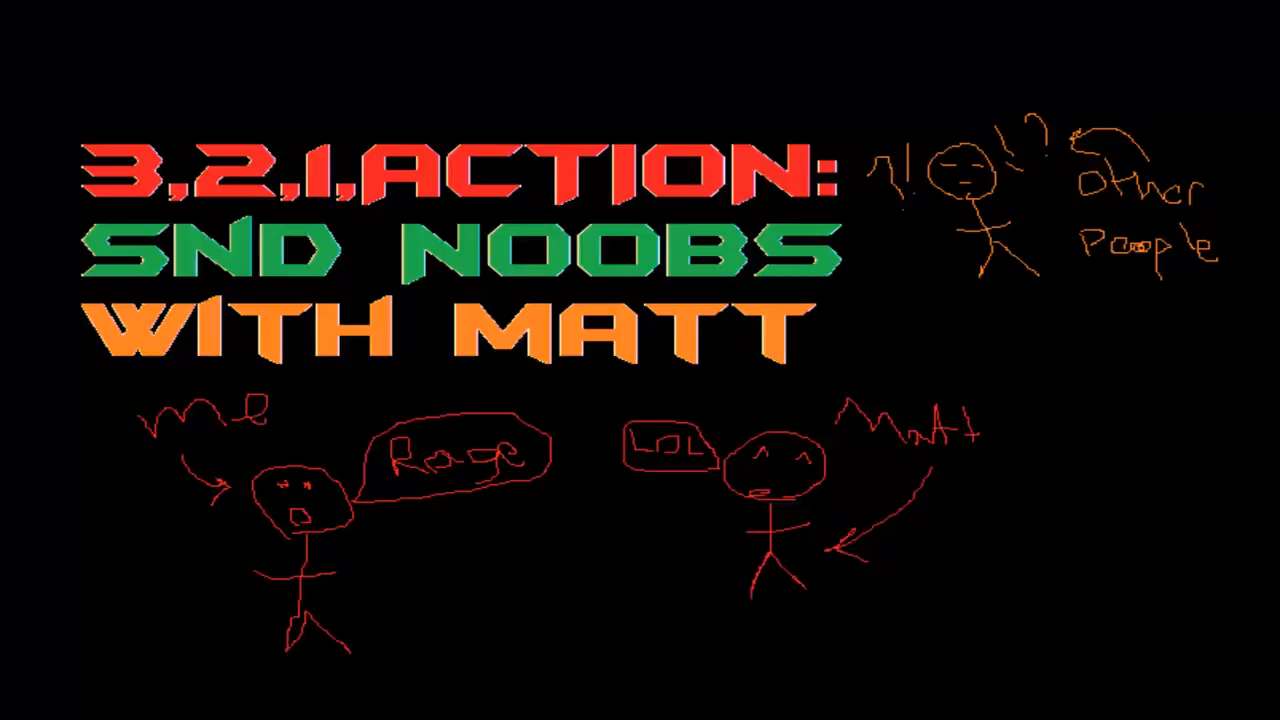 3,2,1,ACTION:
SND NOOBS
WITH MATT
?! !?
other
People
me
Rage
LOL
Matt